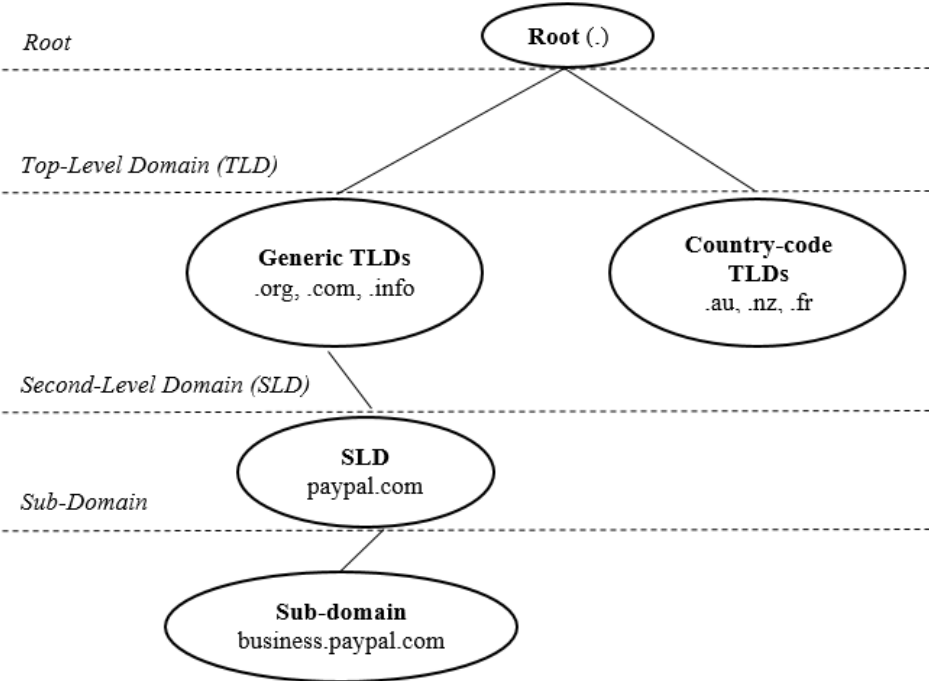 Root
Root (.)
Top-Level Domain (TLD)
Generic TLDs
.org, .com, .info
Country-code
TLDs
.au, .nz, .fr
Second-Level Domain (SLD)
SLD
paypal.com
Sub-Domain
Sub-domain
business.paypal.com